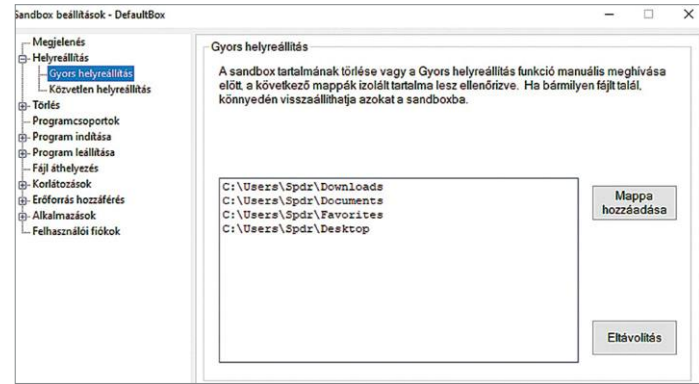 Sandbox beállítások - DefaultBox
Megjelenés
Helyreállítás
Gyors helyreállítás
Közvetlen helyreállítás
Törlés
Programcsoportok
Program indítása
Program leállítása
Fájl áthelyezés
Korlátozások
Erőforrás hozzáférés
Alkalmazások
Felhasználói fiókok
Gyors helyreállítás
A sandbox tartalmának törlése vagy a Gyors helyreállítás funkció manuális meghívása
előtt, a következő mappák izolált tartalma lesz ellenőrizve. Ha bármilyen fájlt talál,
könnyedén visszaállíthatja azokat a sandboxba.
C:\Users\Spdr\Downloads
C:\Users\Spdr\Documents
C:\Users\Spdr\Favorites
C:\Users\Spdr\Desktop
Mappa
hozzáadása
Eltávolítás